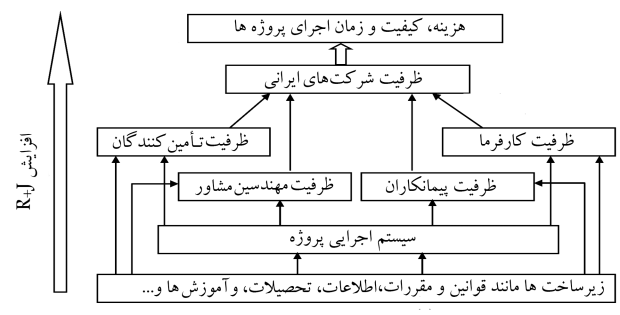 هزینه، کیفیت و زمان اجرای پروژه ها
ظرفیت شرکت‌های ایرانی
ظرفیت کارفرما
ظرفیت تأمین کنندگان
ظرفیت پیمانکاران
ظرفیت مهندسین مشاور
سیستم اجرایی پروژه
زیرساخت ها مانند قوانین و مقررات،اطلاعات، تحصیلات، وآموزش ها و...
افزایش R+J